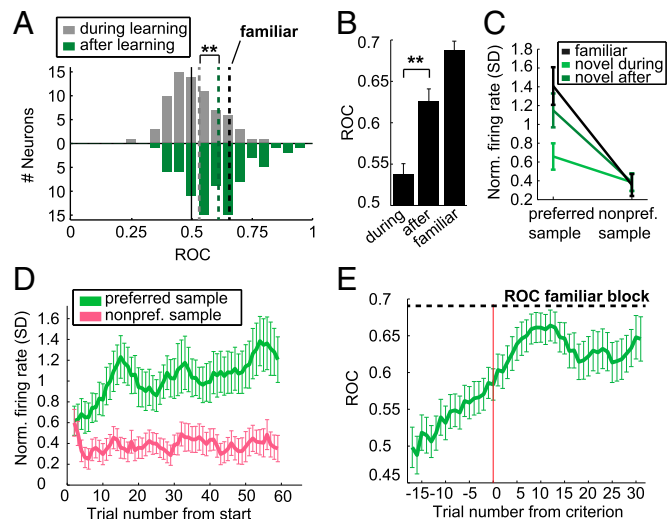 A
during learning
after learning
**
familiar
15
10
5
0
5
10
15
# Neurons
0
0.25
0.5
0.75
1
ROC
B
0.7
0.65
0.6
0.55
0.5
ROC
**
during
after
familiar
C
familiar
novel during
novel after
1.8
1.6
1.4
1.2
1
0.8
0.6
0.4
0.2
Norm. firing rate (SD)
preferred nonpref.
sample sample
D
preferred sample
nonpref. sample
1.6
1.4
1.2
1
0.8
0.6
0.4
0.2
0
Norm. firing rate (SD)
0 10 20 30 40 50 60
Trial number from start
E
ROC familiar block
0.7
0.65
0.6
0.55
0.5
0.45
ROC
-15 -10 -5 0 5 10 15 20 25 30
Trial number from criterion